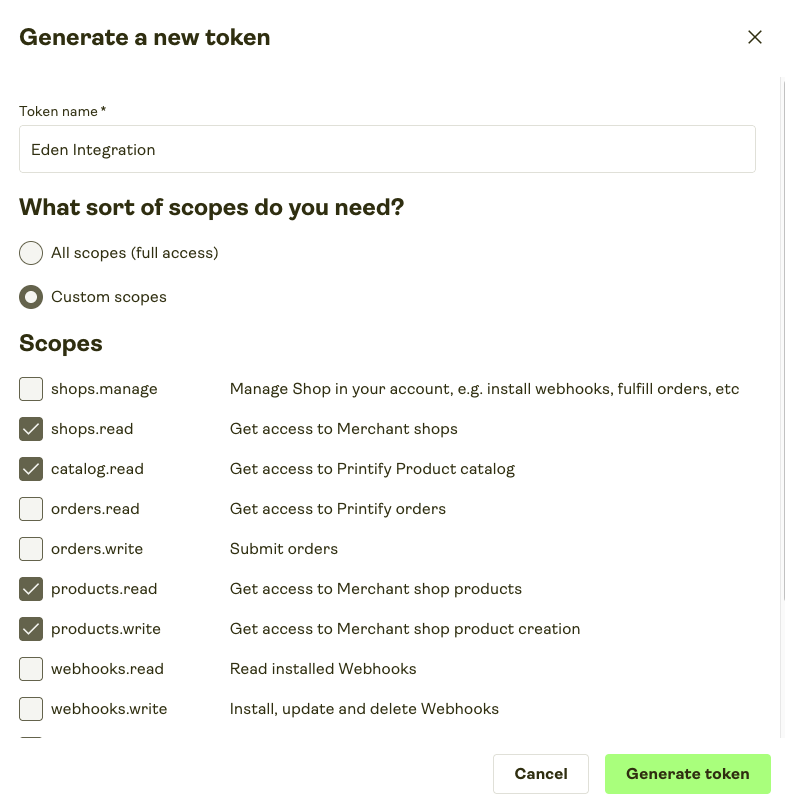 Generate a new token
Token name *
Eden Integration
What sort of scopes do you need?
All scopes (full access)
Custom scopes
Scopes
shops.manage Manage Shop in your account, e.g. install webhooks, fulfill orders, etc
shops.read Get access to Merchant shops
catalog.read Get access to Printify Product catalog
orders.read Get access to Printify orders
orders.write Submit orders
products.read Get access to Merchant shop products
products.write Get access to Merchant shop product creation
webhooks.read Read installed Webhooks
webhooks.write Install, update and delete Webhooks
Cancel Generate token